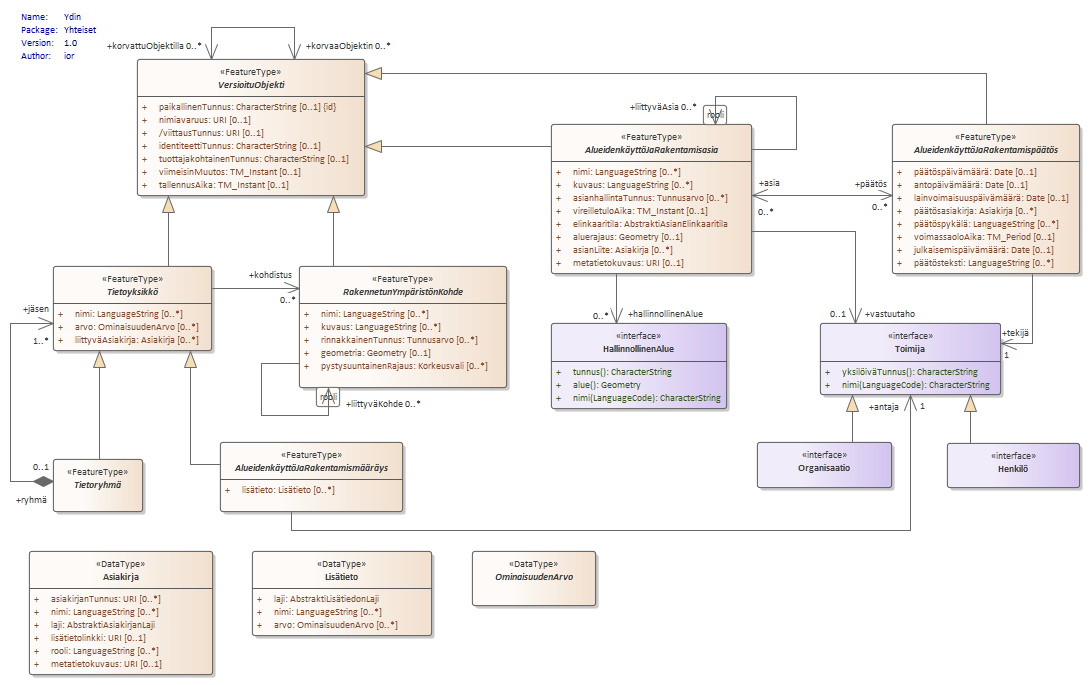 Name: Ydin
Package: Yhteiset
Version: 1.0
Author: ior
+korvattuObjektilla 0..*
+korvaaObjektin 0..*
«FeatureType»
VersioituObjekti
+ paikallinenTunnus: CharacterString [0..1] {id}
+ nimiavaruus: URI [0..1]
+ /viittausTunnus: URI [0..1]
+ identiteettiTunnus: CharacterString [0..1]
+ tuottajakohtainenTunnus: CharacterString [0..1]
+ viimeisinMuutos: TM_Instant [0..1]
+ tallennusAika: TM_Instant [0..1]
+liittyväAsia 0..*
rooli
«FeatureType»
AlueidenkäyttöJaRakentamisasia
+ nimi: LanguageString [0..*]
+ kuvaus: LanguageString [0..*]
+ asianhallintaTunnus: Tunnusarvo [0..*]
+ vireilletuloAika: TM_Instant [0..1]
+ elinkaaritila: AbstraktiAsianElinkaaritila
+ aluerajaus: Geometry [0..1]
+ asianLiite: Asiakirja [0..*]
+ metatietokuvaus: URI [0..1]
+asia
0..*
+päätös
0..*
«FeatureType»
AlueidenkäyttöJaRakentamispäätös
+ päätöspäivämäärä: Date [0..1]
+ antopäivämäärä: Date [0..1]
+ lainvoimaisuuspäivämäärä: Date [0..1]
+ päätösasiakirja: Asiakirja [0..*]
+ päätöspykälä: LanguageString [0..*]
+ voimassaoloAika: TM_Period [0..1]
+ julkaisemispäivämäärä: Date [0..1]
+ päätösteksti: LanguageString [0..*]
«FeatureType»
Tietoyksikkö
+ nimi: LanguageString [0..*]
+ arvo: OminaisuudenArvo [0..*]
+ liittyväAsiakirja: Asiakirja [0..*]
+kohdistus
0..*
«FeatureType»
RakennetunYmpäristönKohde
+ nimi: LanguageString [0..*]
+ kuvaus: LanguageString [0..*]
+ rinnakkainenTunnus: Tunnusarvo [0..*]
+ geometria: Geometry [0..1]
+ pystysuuntainenRajaus: Korkeusvali [0..*]
rooli
+liittyväKohde 0..*
+jäsen
1..*
0..*
+hallinnollinenAlue
«interface»
HallinnollinenAlue
+ tunnus(): CharacterString
+ alue(): Geometry
+ nimi(LanguageCode): CharacterString
0..1
+vastuutaho
+tekijä
1
«interface»
Toimija
+ yksilöiväTunnus(): CharacterString
+ nimi(LanguageCode): CharacterString
+antaja
1
«interface»
Organisaatio
«interface»
Henkilö
0..1
+ryhmä
«FeatureType»
Tietoryhmä
«FeatureType»
AlueidenkäyttöJaRakentamismääräys
+ lisätieto: Lisätieto [0..*]
«DataType»
Asiakirja
+ asiakirjanTunnus: URI [0..*]
+ nimi: LanguageString [0..*]
+ laji: AbstraktiAsiakirjanLaji
+ lisätietolinkki: URI [0..1]
+ rooli: LanguageString [0..*]
+ metatietokuvaus: URI [0..1]
«DataType»
Lisätieto
+ laji: AbstraktiLisätiedonLaji
+ nimi: LanguageString [0..*]
+ arvo: OminaisuudenArvo [0..*]
«DataType»
OminaisuudenArvo